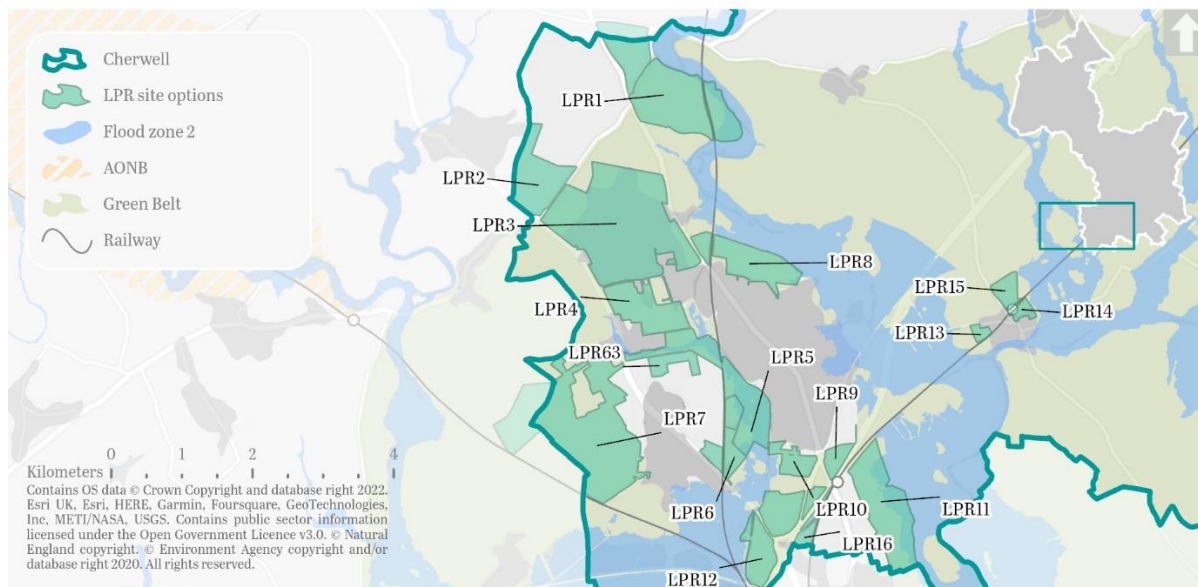 Cherwell
LPR site options
Flood zone 2
AONB
Green Belt
Railway
LPR1
LPR2
LPR3
LPR8
LPR15
LPR4
LPR14
LPR13
LPR63
LPR5
LPR9
LPR7
LPR6
LPR10
LPR11
LPR16
LPR12
0 1 2 4
Kilometers
Contains OS data © Crown Copyright and database right 2022.
Esri UK, Esri, HERE, Garmin, Foursquare, GeoTechnologies,
Inc, METI/NASA, USGS. Contains public sector information
licensed under the Open Government Licence v3.0. © Natural
England copyright. © Environment Agency copyright and/or
database right 2020. All rights reserved.